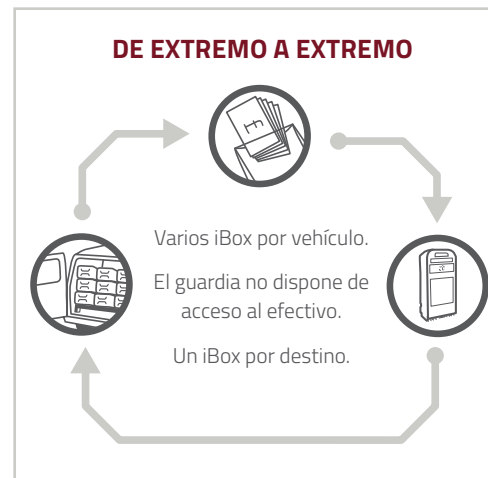 DE EXTREMO A EXTREMO
Varios iBox por vehículo.
El guardia no dispone de
acceso al efectivo.
Un iBox por destino.